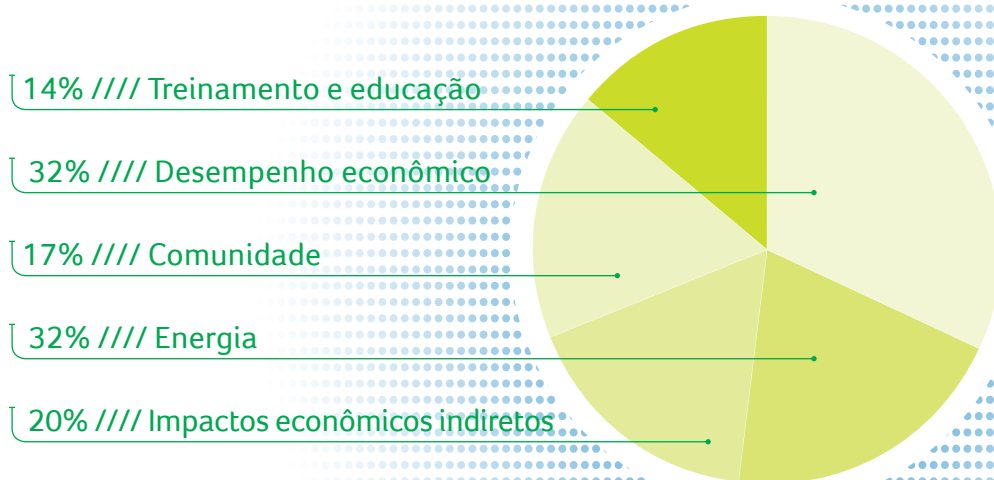 14% //// Treinamento e educação
32% //// Desempenho econômico
17% //// Comunidade
32% //// Energia
20% //// Impactos econômicos indiretos